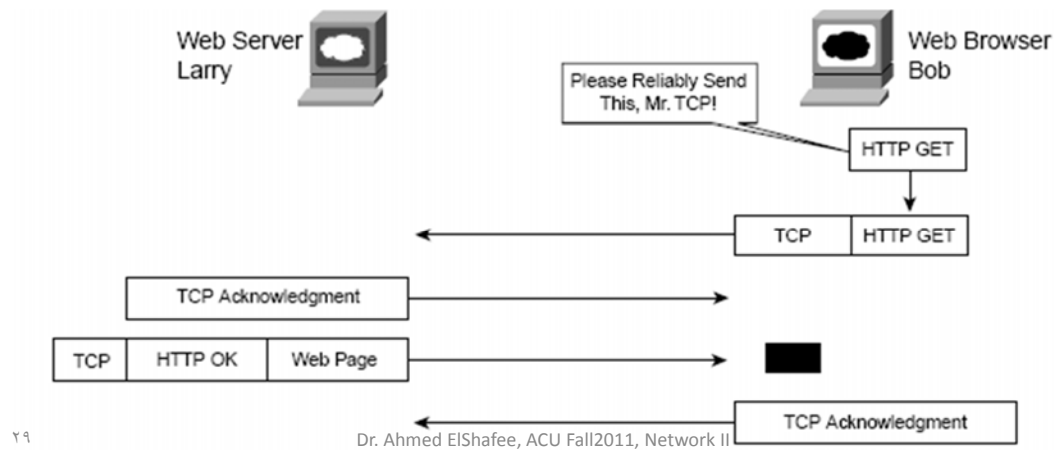 Web Server
Larry
Web Browser
Bob
Please Reliably Send
This, Mr. TCP!
HTTP GET
TCP HTTP GET
TCP Acknowledgment
TCP HTTP OK Web Page
TCP Acknowledgment
٢٩
Dr. Ahmed ElShafee, ACU Fall2011, Network II